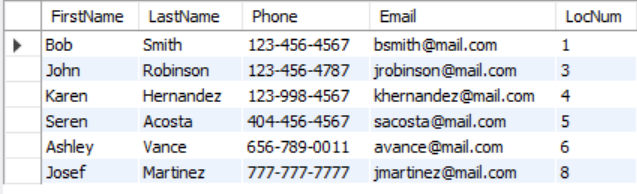 FirstName LastName Phone Email LocNum
Bob Smith 123-456-4567 bsmith@mail.com 1
John Robinson 123-456-4787 jrobinson@mail.com 3
Karen Hernandez 123-998-4567 khernandez@mail.com 4
Seren Acosta 404-456-4567 sacosta@mail.com 5
Ashley Vance 656-789-0011 avance@mail.com 6
Josef Martinez 777-777-7777 jmartinez@mail.com 8